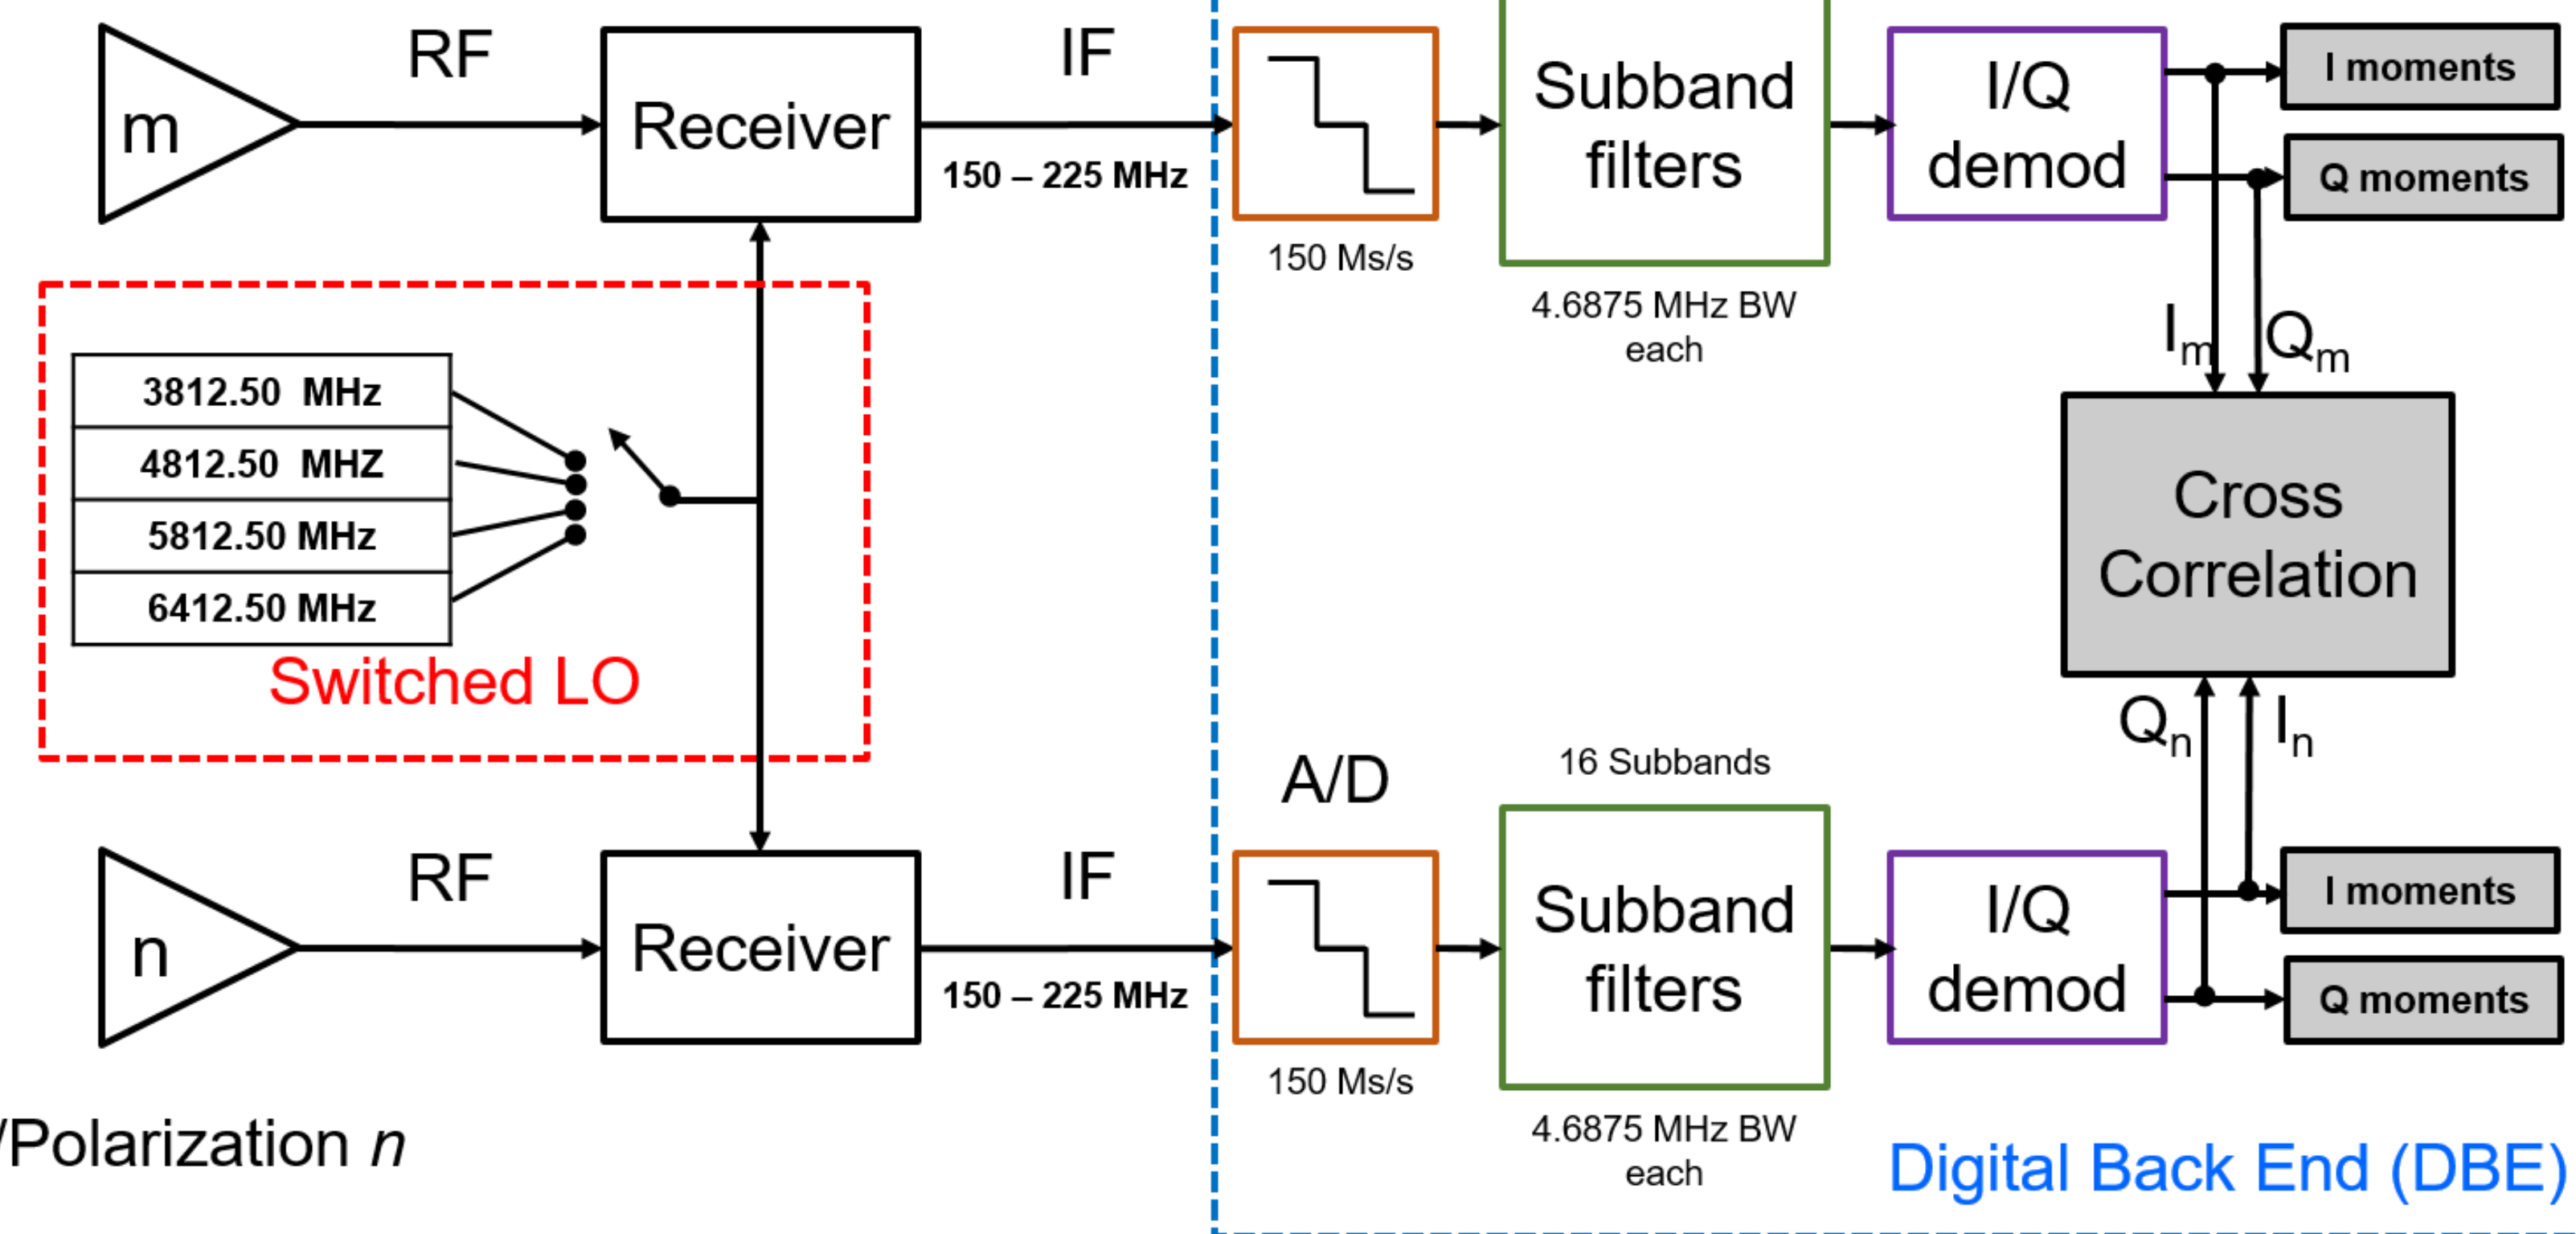 m
RF
Receiver
IF
150 – 225 MHz
150 Ms/s
Subband
filters
4.6875 MHz BW
each
I/Q
demod
I moments
Q moments
3812.50 MHz
4812.50 MHZ
5812.50 MHz
6412.50 MHz
Switched LO
Im
Qm
Cross
Correlation
Qn
In
n
RF
Receiver
IF
150 – 225 MHz
A/D
150 Ms/s
16 Subbands
Subband
filters
4.6875 MHz BW
each
I/Q
demod
I moments
Q moments
/Polarization n
Digital Back End (DBE)